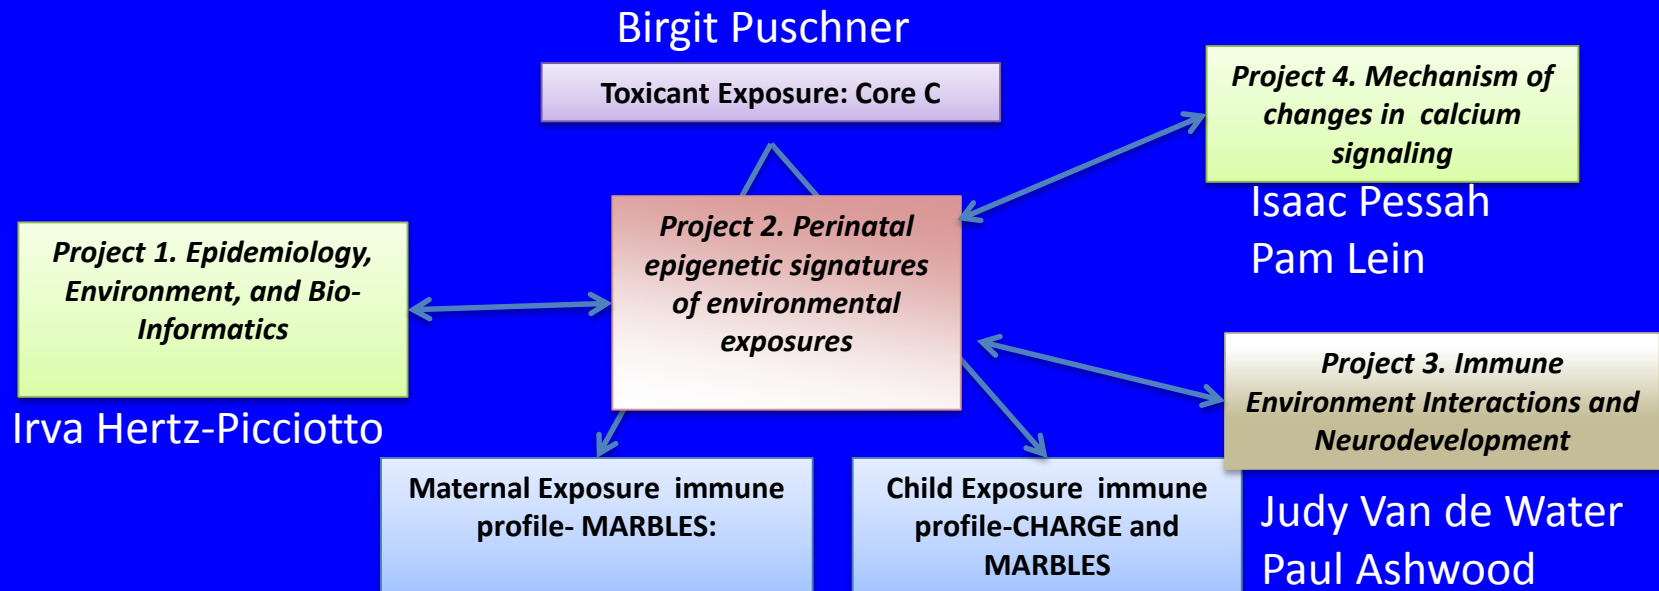 Birgit Puschner
Toxicant Exposure: Core C
Project 4. Mechanism of
changes in calcium
signaling
Isaac Pessah
Pam Lein
Project 2. Perinatal
epigenetic signatures
of environmental
exposures
Project 1. Epidemiology,
Environment, and Bio-
Informatics
Irva Hertz-Picciotto
Project 3. Immune
Environment Interactions and
Neurodevelopment
Judy Van de Water
Paul Ashwood
Maternal Exposure immune
profile- MARBLES:
Child Exposure immune
profile-CHARGE and
MARBLES